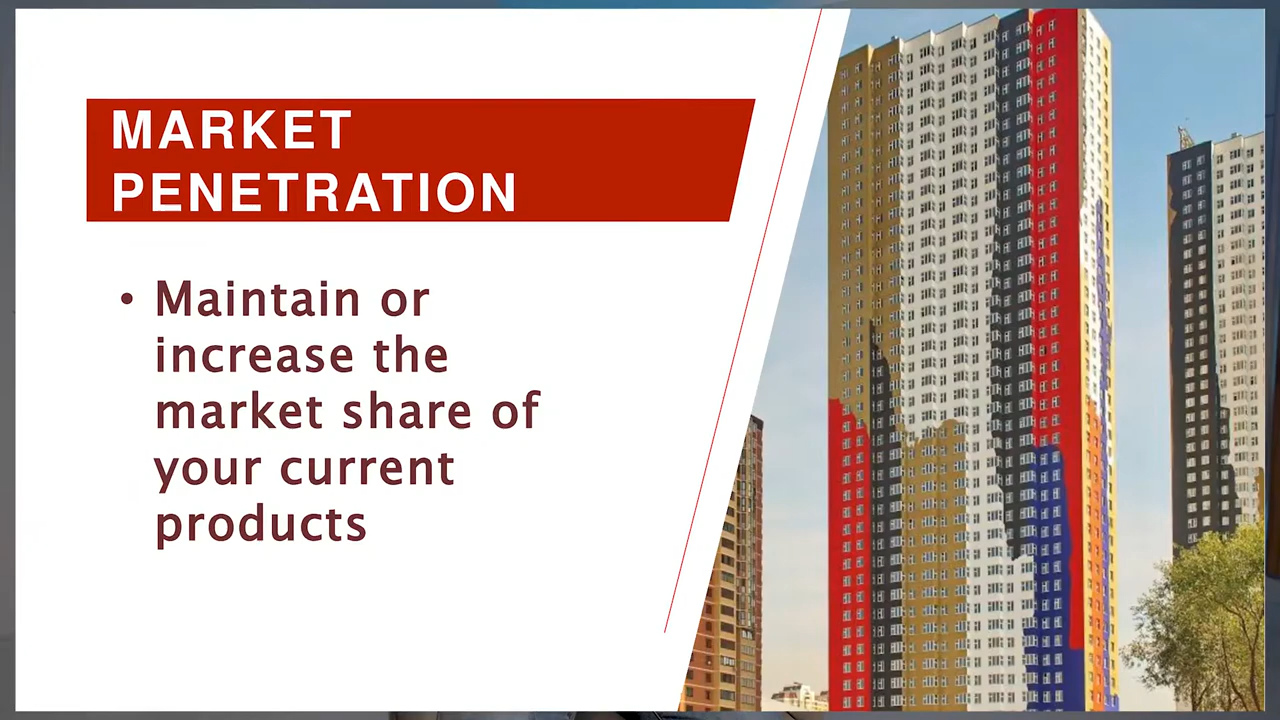 MARKET
PENETRATION
• Maintain or
increase the
market share of
your current
products